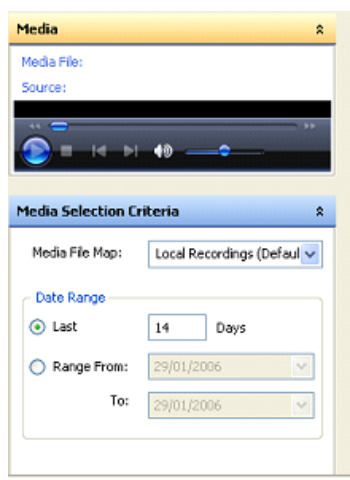 Media
Media File:
Source:
Media Selection Criteria
Media File Map: Local Recordings (Defaul
Date Range
Last 14 Days
Range From: 29/01/2006
To: 29/01/2006